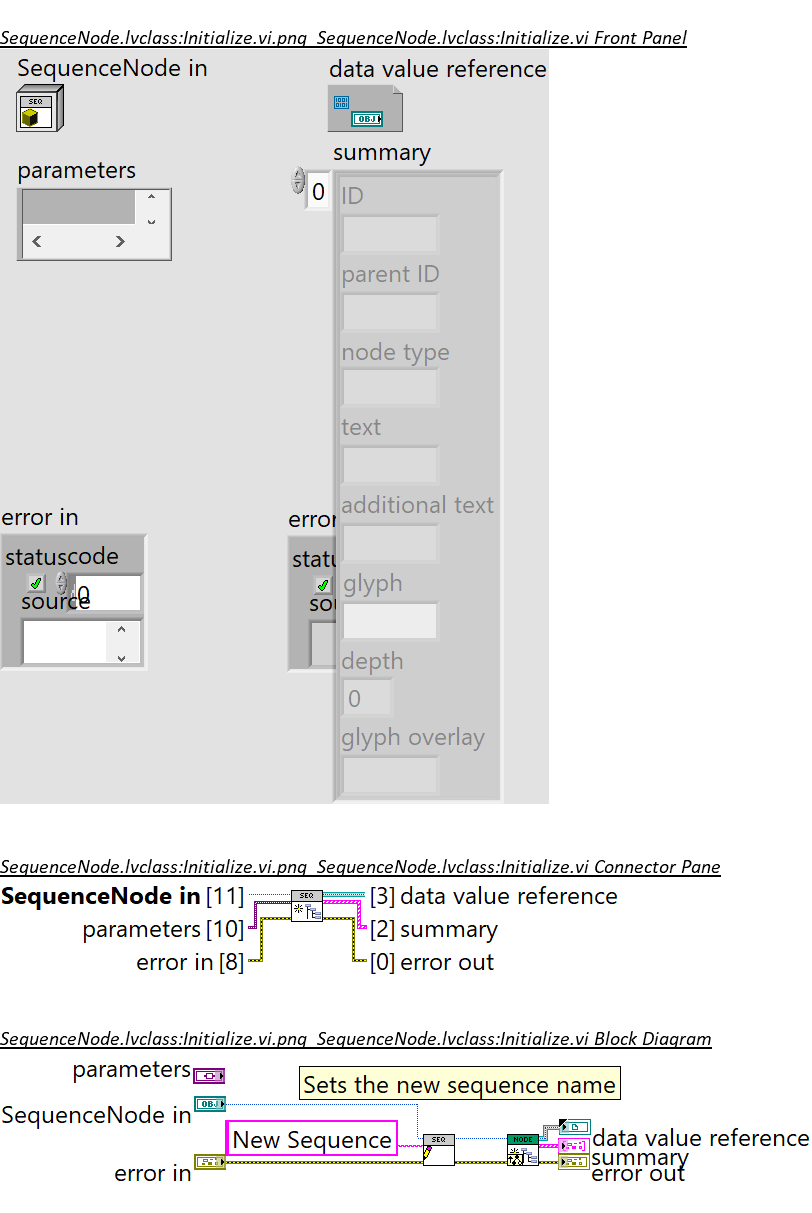 SequenceNode.lvclass:Initialize.vi.png SequenceNode.lvclass:Initialize.vi Front Panel
SequenceNode in
data value reference
SEQ
OBJ
summary
parameters
0
ID
parent ID
node type
text
additional text
error in
error
status code
statu
0
source
sou
glyph
depth
0
glyph overlay
SequenceNode.lvclass:Initialize.vi.png SequenceNode.lvclass:Initialize.vi Connector Pane
SequenceNode in [11]
SEQ
[3] data value reference
parameters [10]
[2] summary
error in [8]
[0] error out
SequenceNode.lvclass:Initialize.vi.png SequenceNode.lvclass:Initialize.vi Block Diagram
parameters
Sets the new sequence name
SequenceNode in
OBJ
New Sequence
SEQ
NODE
data value reference
summary
error in
error out